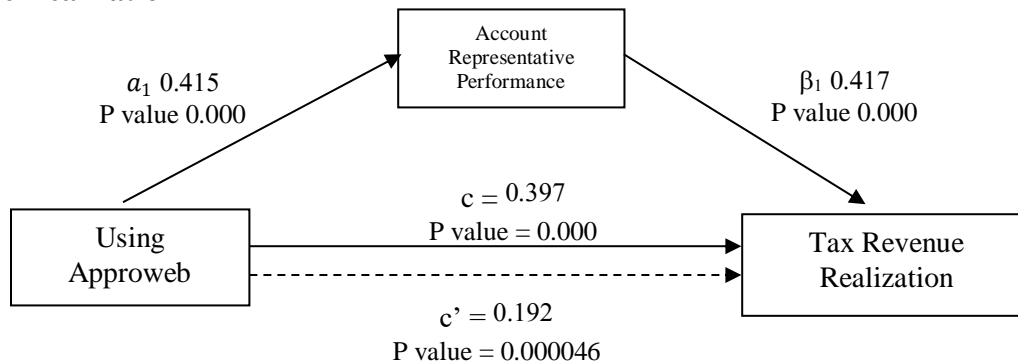 Account
Representative
Performance
a₁ 0.415
P value 0.000
β₁ 0.417
P value 0.000
c = 0.397
P value = 0.000
Using
Approweb
Tax Revenue
Realization
c’ = 0.192
P value = 0.000046